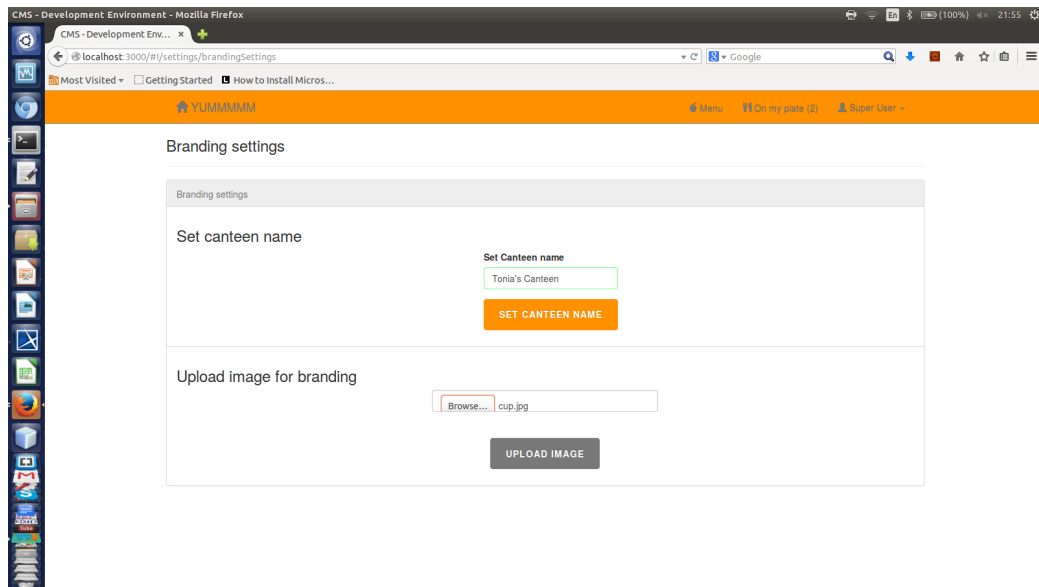 CMS - Development Environment - Mozilla Firefox
En (100%) 21:55
CMS - Development Env... ×
localhost:3000/#!/settings/brandingSettings
Google
Most Visited Getting Started How to Install Micros...
YUMMMMM Menu On my plate (2) Super User
Branding settings
Branding settings
Set canteen name
Set Canteen name
Tonia's Canteen
SET CANTEEN NAME
Upload image for branding
Browse... cup.jpg
UPLOAD IMAGE